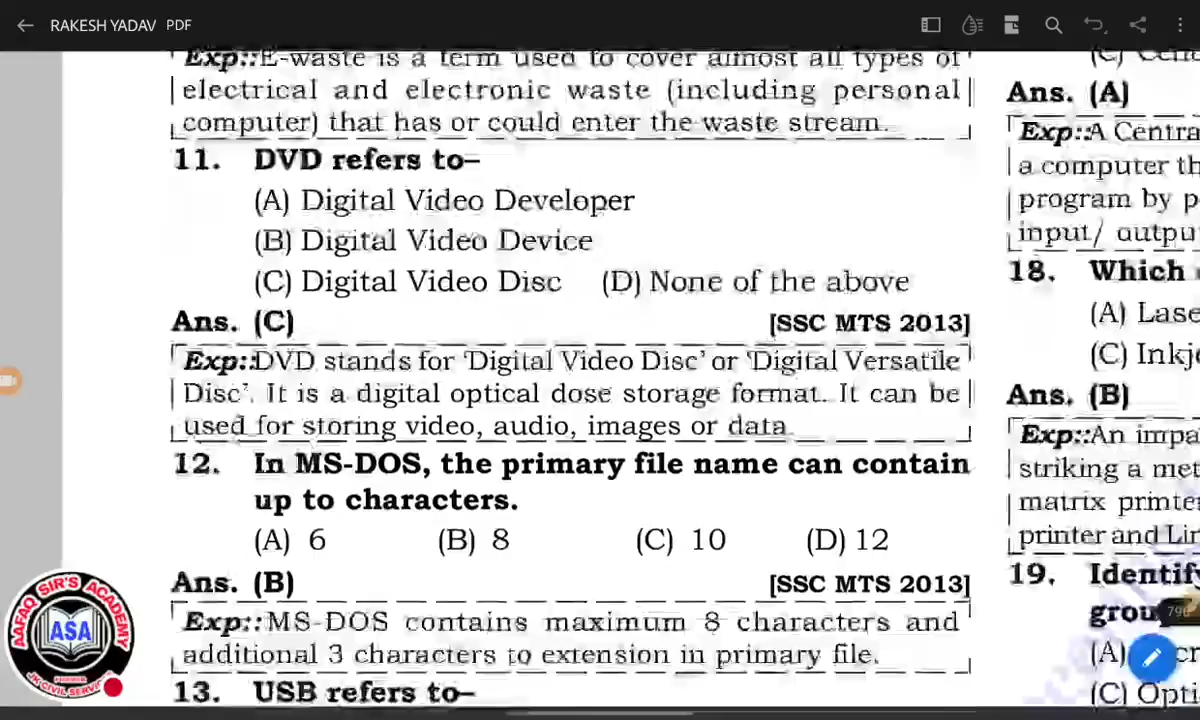 RAKESH YADAV PDF
Exp::E-waste is a term used to cover almost all types of
electrical and electronic waste (including personal
computer) that has or could enter the waste stream.
11. DVD refers to–
(A) Digital Video Developer
(B) Digital Video Device
(C) Digital Video Disc (D) None of the above
Ans. (C) [SSC MTS 2013]
Exp::DVD stands for 'Digital Video Disc' or 'Digital Versatile
Disc'. It is a digital optical dose storage format. It can be
used for storing video, audio, images or data
12. In MS-DOS, the primary file name can contain
up to characters.
(A) 6 (B) 8 (C) 10 (D) 12
Ans. (B) [SSC MTS 2013]
Exp::MS-DOS contains maximum 8 characters and
additional 3 characters to extension in primary file.
13. USB refers to–
Ans. (A)
Exp::A Centra
a computer th
program by p
input/ outpu
18. Which
(A) Lase
(C) Inkje
Ans. (B)
Exp::An impa
striking a met
matrix printe
printer and Lin
19. Identify
grou
(A)
(C) Opti
796
AAFAQ SIR'S ACADEMY
ASA
JK CIVIL SERVICES